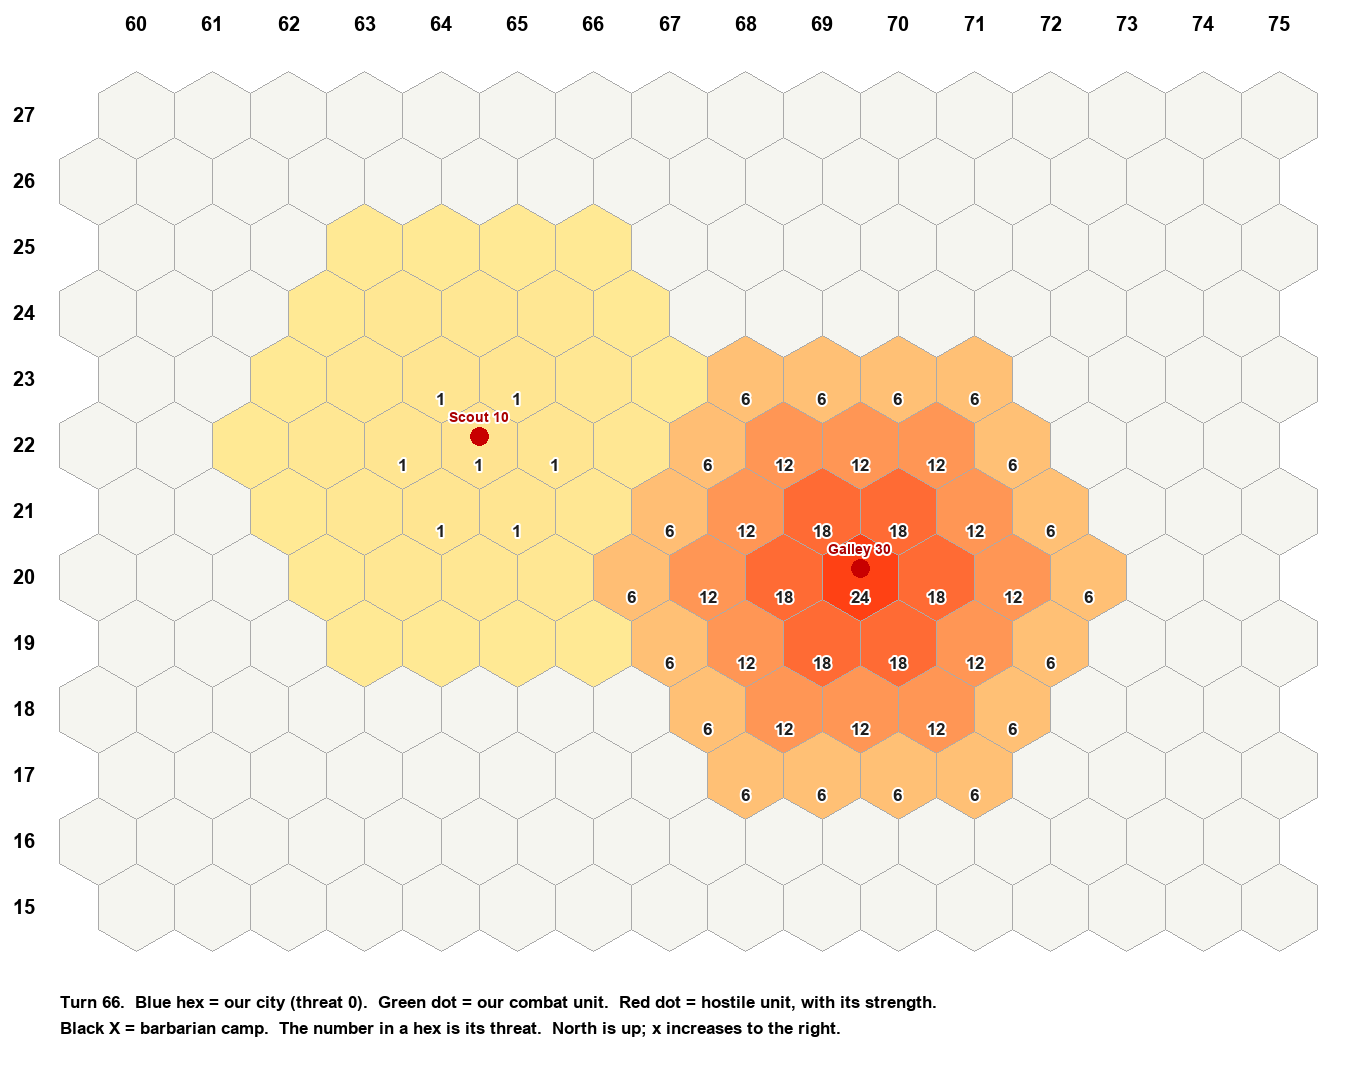 60 61 62 63 64 65 66 67 68 69 70 71 72 73 74 75
27
26
25
24
23
1 1 6 6 6 6
Scout 10
22
1 1 1 6 12 12 12 6
21
1 1 6 12 18 18 12 6
Galley 30
20
6 12 18 24 18 12 6
19
6 12 18 18 12 6
18
6 12 12 12 6
17
6 6 6 6
16
15
Turn 66.  Blue hex = our city (threat 0).  Green dot = our combat unit.  Red dot = hostile unit, with its strength.
Black X = barbarian camp.  The number in a hex is its threat.  North is up; x increases to the right.